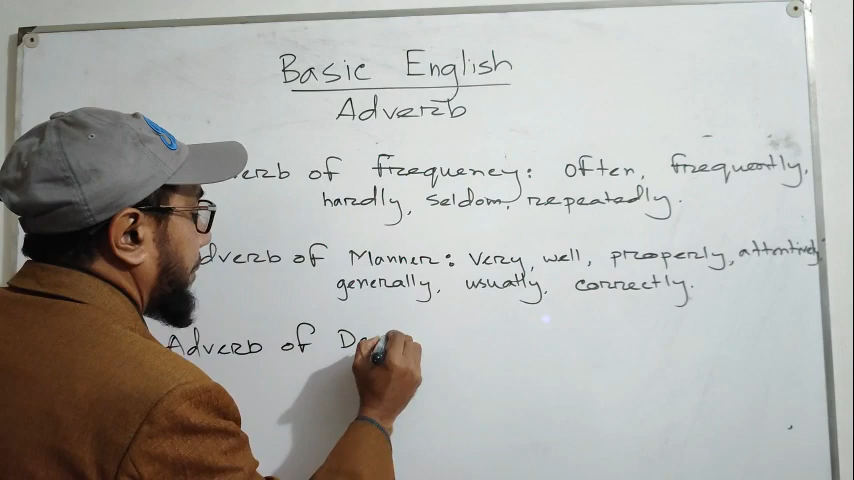 Basic English
Adverb
verb of frequency: Often, frequently,
hardly, seldom, repeatedly.
Adverb of Manner: Very, well, properly, attentively
generally, usually, correctly.
Adverb of